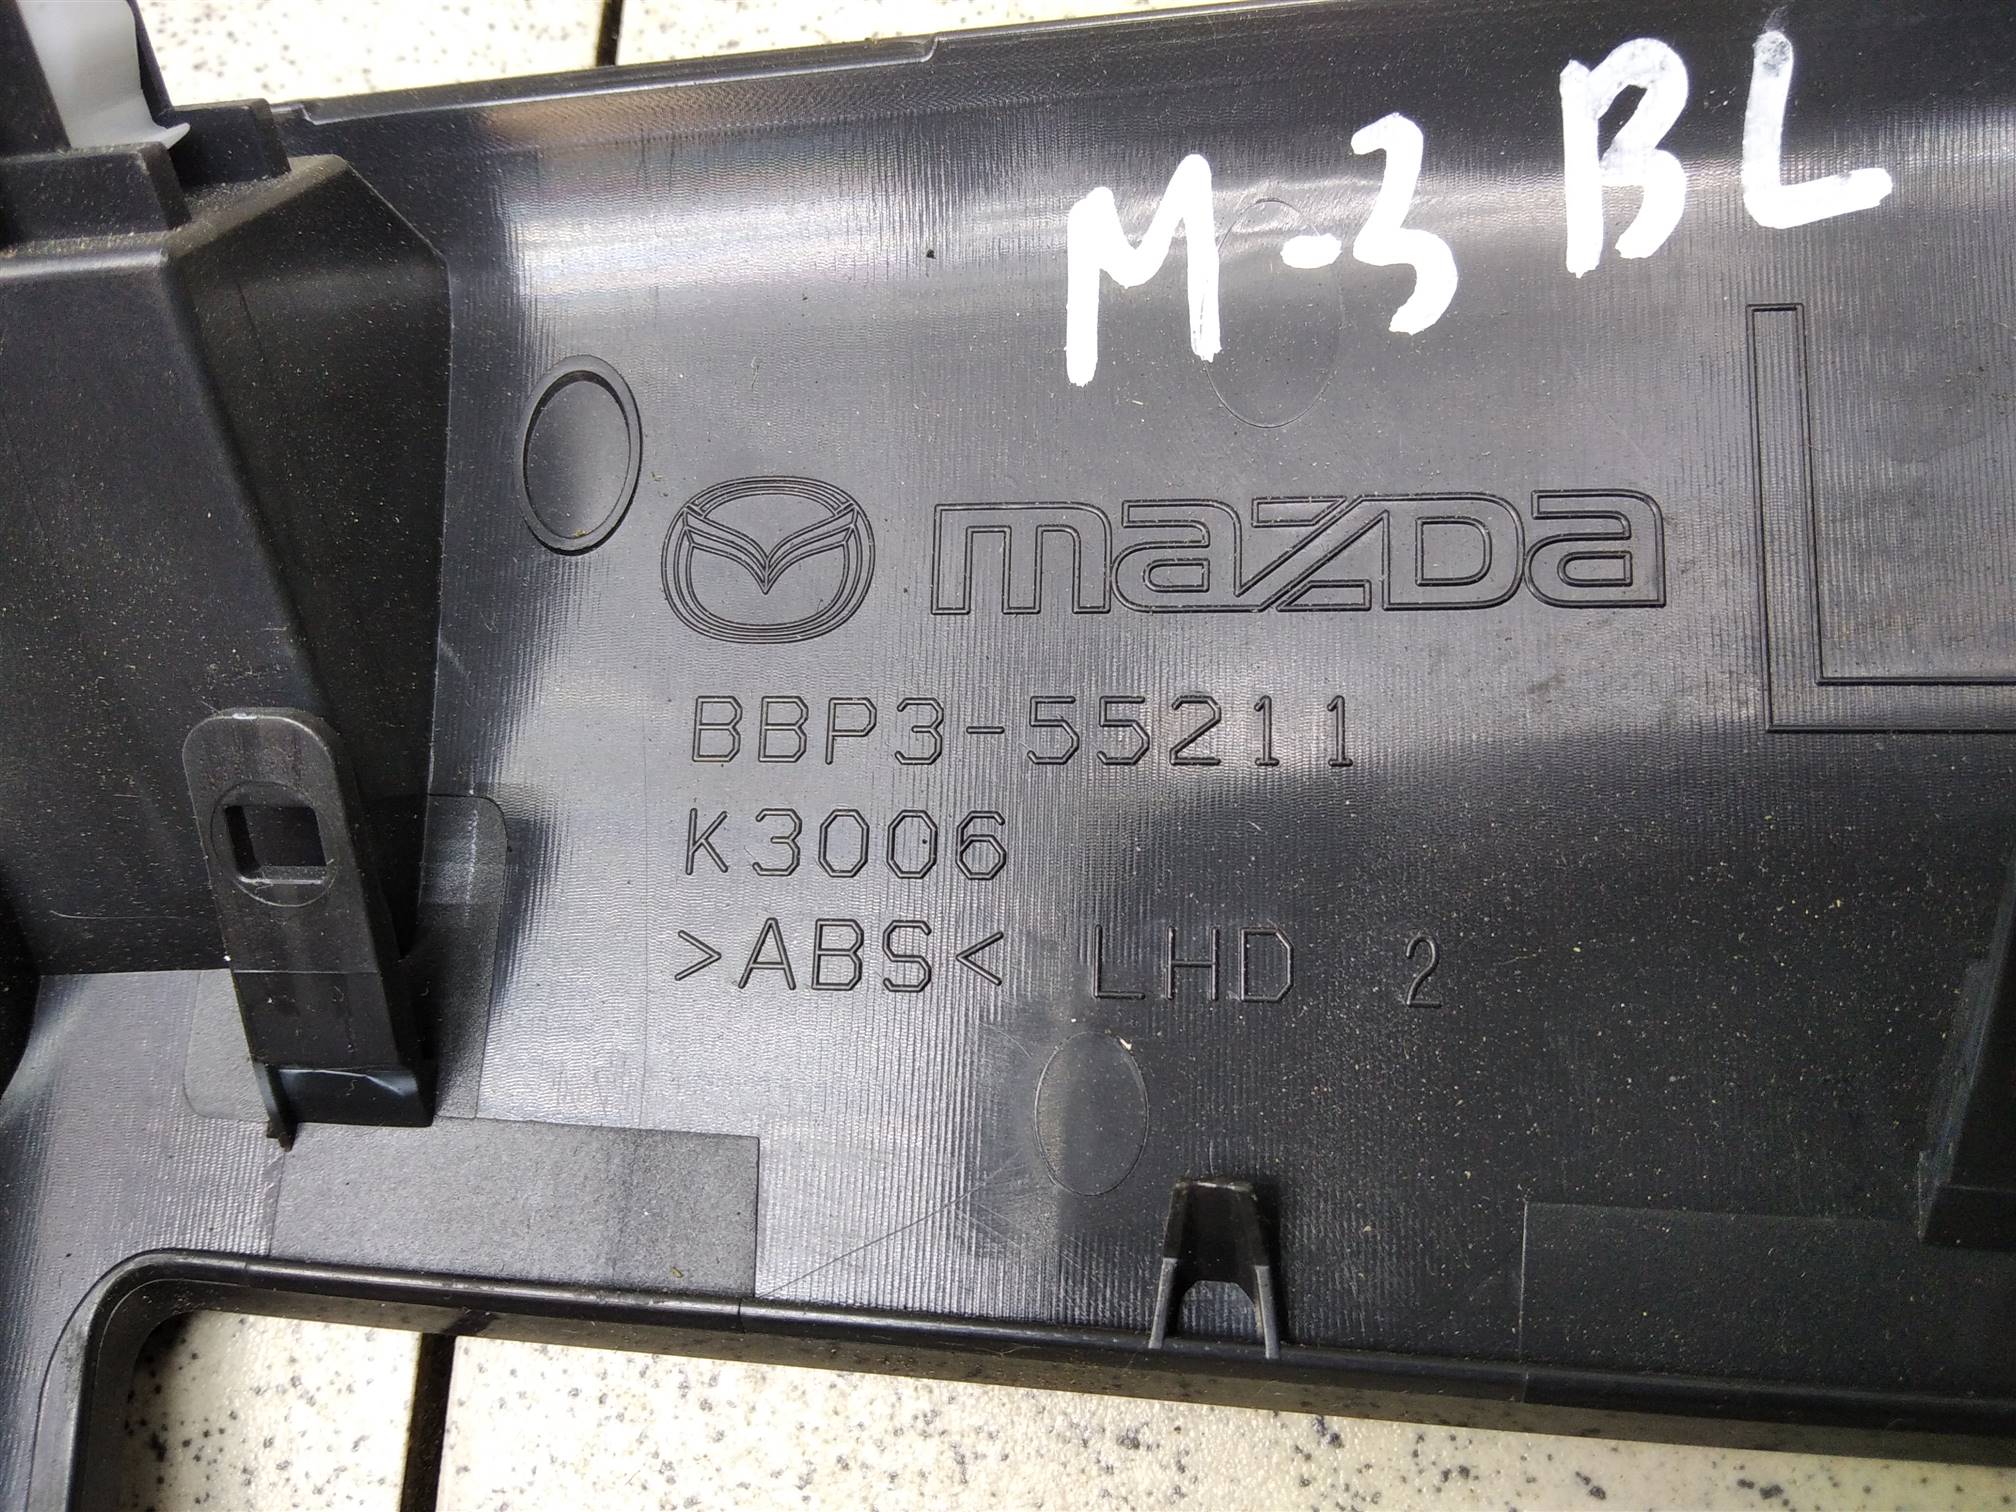 M-3 BL
mazda
BBP3-55211
K3006
>ABS< LHD 2